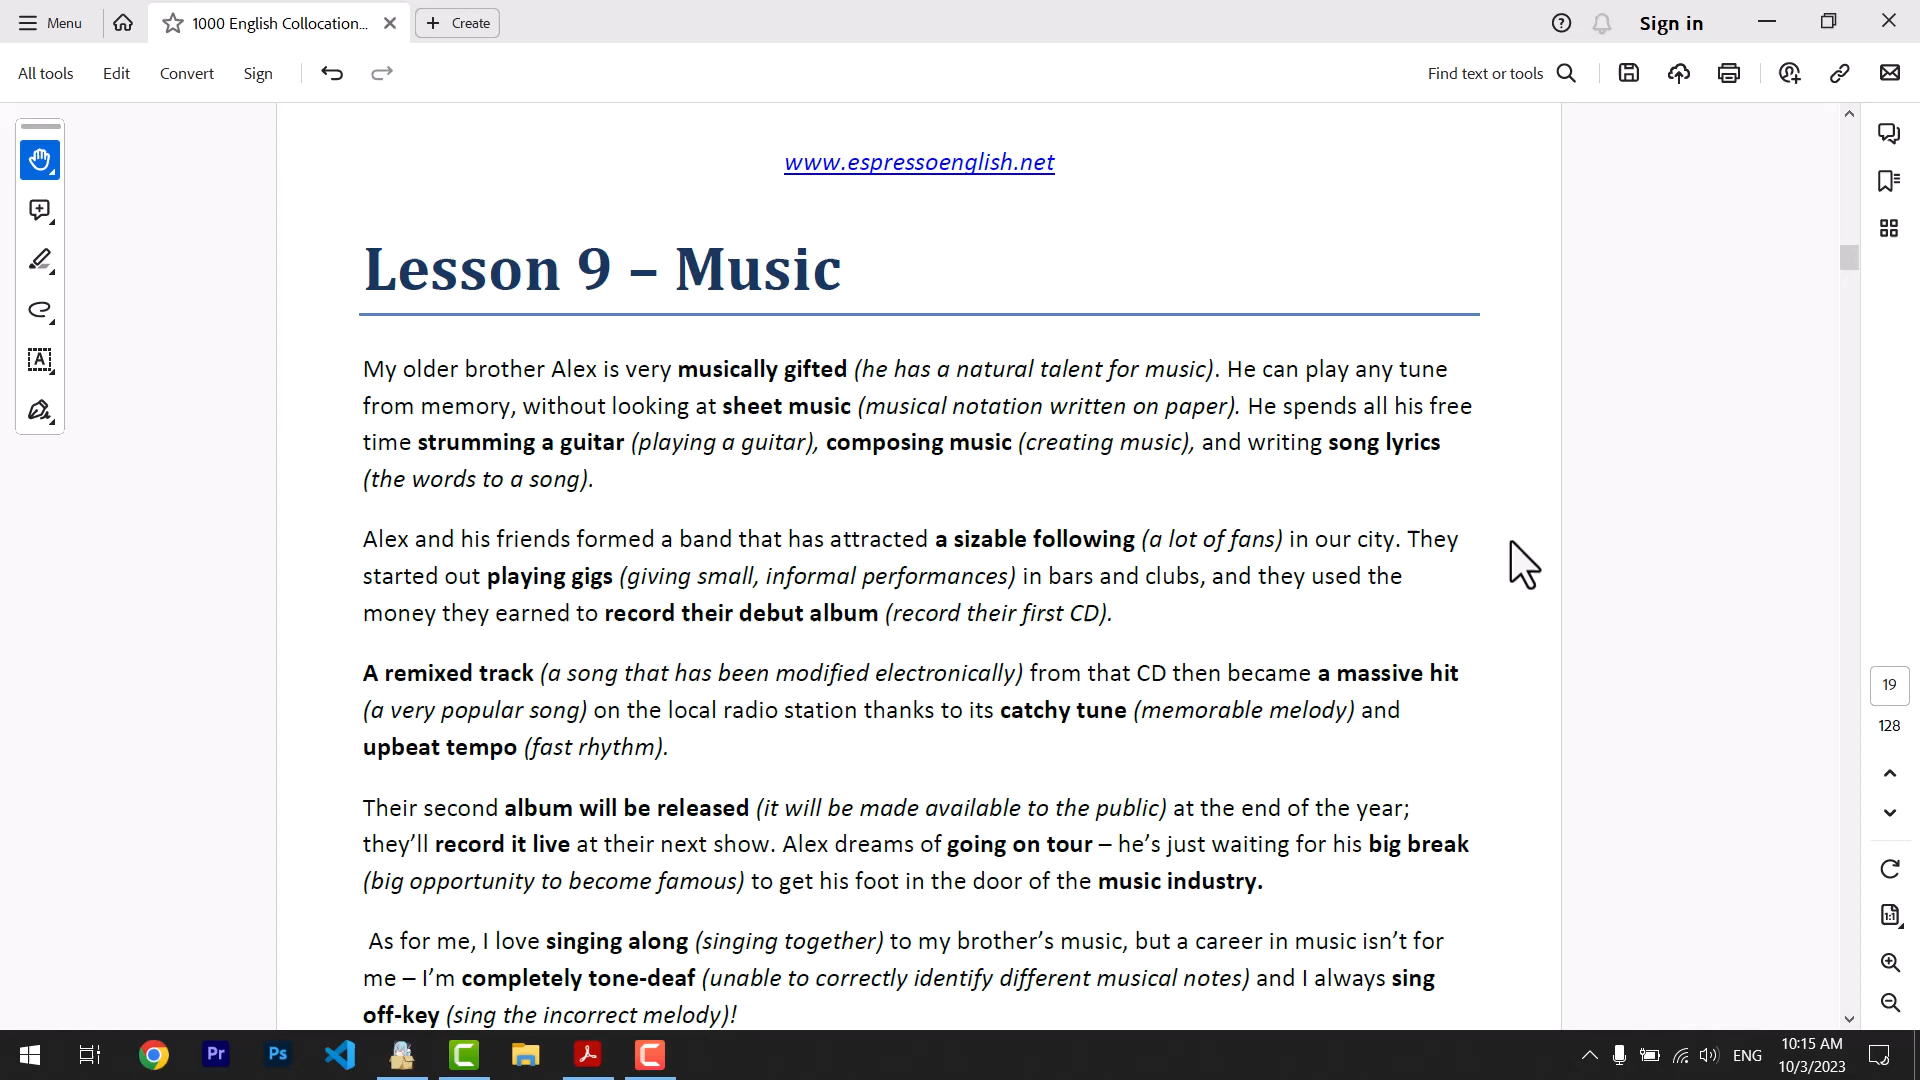 Menu
1000 English Collocation...
Create
Sign in
All tools
Edit
Convert
Sign
Find text or tools
www.espressoenglish.net
Lesson 9 – Music
My older brother Alex is very musically gifted (he has a natural talent for music). He can play any tune
from memory, without looking at sheet music (musical notation written on paper). He spends all his free
time strumming a guitar (playing a guitar), composing music (creating music), and writing song lyrics
(the words to a song).
Alex and his friends formed a band that has attracted a sizable following (a lot of fans) in our city. They
started out playing gigs (giving small, informal performances) in bars and clubs, and they used the
money they earned to record their debut album (record their first CD).
A remixed track (a song that has been modified electronically) from that CD then became a massive hit
(a very popular song) on the local radio station thanks to its catchy tune (memorable melody) and
upbeat tempo (fast rhythm).
Their second album will be released (it will be made available to the public) at the end of the year;
they’ll record it live at their next show. Alex dreams of going on tour – he’s just waiting for his big break
(big opportunity to become famous) to get his foot in the door of the music industry.
As for me, I love singing along (singing together) to my brother’s music, but a career in music isn’t for
me – I’m completely tone-deaf (unable to correctly identify different musical notes) and I always sing
off-key (sing the incorrect melody)!
19
128
1:1
Pr
Ps
ENG
10:15 AM
10/3/2023